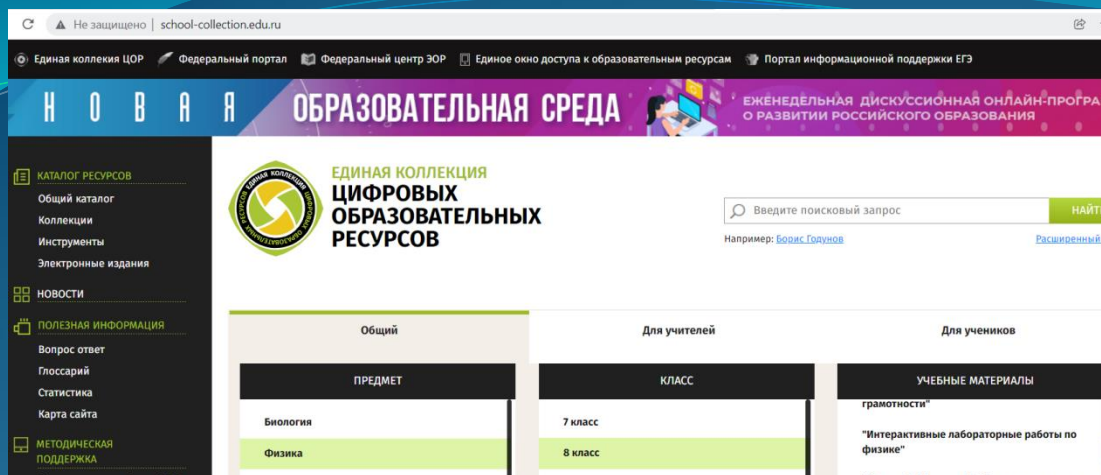 Не защищено | school-collection.edu.ru
Единая коллекия ЦОР Федеральный портал Федеральный центр ЭОР Единое окно доступа к образовательным ресурсам Портал информационной поддержки ЕГЭ
НОВАЯ ОБРАЗОВАТЕЛЬНАЯ СРЕДА
ЕЖЕНЕДЕЛЬНАЯ ДИСКУССИОННАЯ ОНЛАЙН-ПРОГРА
О РАЗВИТИИ РОССИЙСКОГО ОБРАЗОВАНИЯ
КАТАЛОГ РЕСУРСОВ
Общий каталог
Коллекции
Инструменты
Электронные издания
НОВОСТИ
ПОЛЕЗНАЯ ИНФОРМАЦИЯ
Вопрос ответ
Глоссарий
Статистика
Карта сайта
МЕТОДИЧЕСКАЯ
ПОДДЕРЖКА
ЕДИНАЯ КОЛЛЕКЦИЯ
ЦИФРОВЫХ
ОБРАЗОВАТЕЛЬНЫХ
РЕСУРСОВ
Введите поисковый запрос
НАЙТИ
Например: Борис Годунов
Расширенный
Общий
Для учителей
Для учеников
ПРЕДМЕТ
КЛАСС
УЧЕБНЫЕ МАТЕРИАЛЫ
Биология
Физика
7 класс
8 класс
грамотности"
"Интерактивные лабораторные работы по
физике"